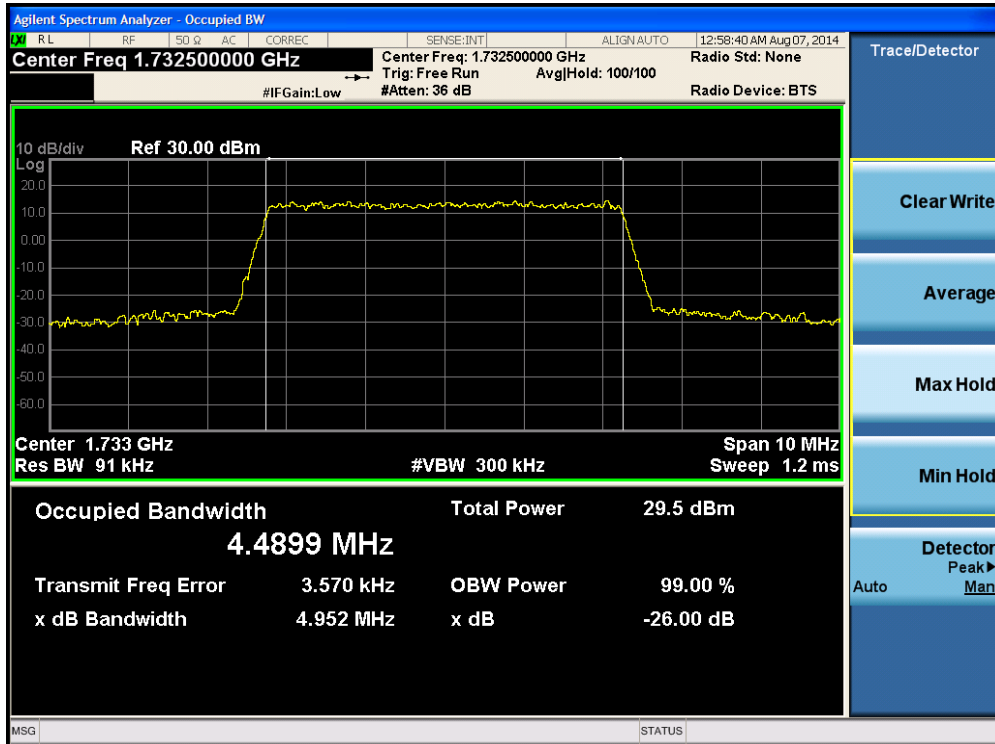 Agilent Spectrum Analyzer - Occupied BW
LXI RL RF 50 Ω AC CORREC SENSE:INT ALIGN AUTO 12:58:40 AM Aug 07, 2014
Center Freq 1.732500000 GHz
Center Freq: 1.732500000 GHz
Radio Std: None
Trig: Free Run Avg|Hold: 100/100
#IFGain:Low
#Atten: 36 dB
Radio Device: BTS
10 dB/div Ref 30.00 dBm
Log
20.0
10.0
0.00
-10.0
-20.0
-30.0
-40.0
-50.0
-60.0
Center 1.733 GHz
Span 10 MHz
Res BW 91 kHz
#VBW 300 kHz
Sweep 1.2 ms
Occupied Bandwidth
Total Power 29.5 dBm
4.4899 MHz
Transmit Freq Error 3.570 kHz
OBW Power 99.00 %
x dB Bandwidth 4.952 MHz
x dB -26.00 dB
MSG
STATUS
Trace/Detector
Clear Write
Average
Max Hold
Min Hold
Detector
Peak▶
Auto Man